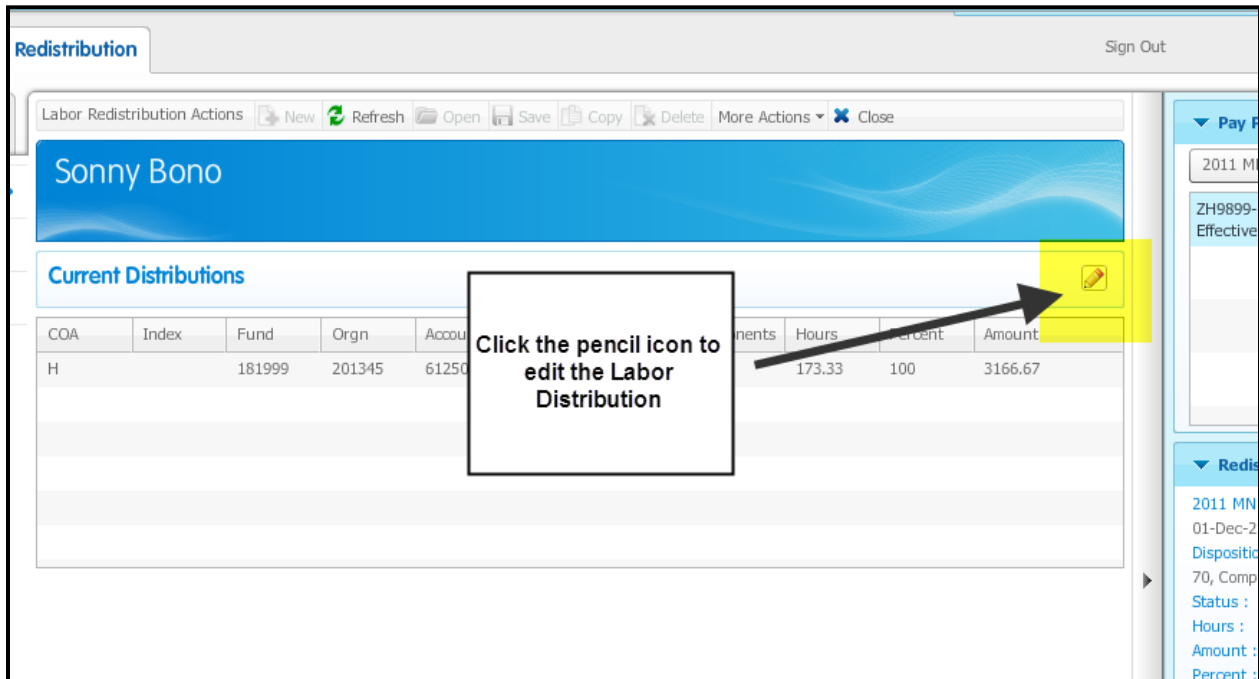 Redistribution
Sign Out
Labor Redistribution Actions New Refresh Open Save Copy Delete More Actions Close
Sonny Bono
Current Distributions
COA Index Fund Orgn Hours Percent Amount
H 181999 201345 61250 173.33 100 3166.67
Click the pencil icon to
edit the Labor
Distribution
Pay
2011
ZH9899-
Effective
2011 MN
01-Dec-2
70, Comp
Status :
Hours :
Amount :
Percent :